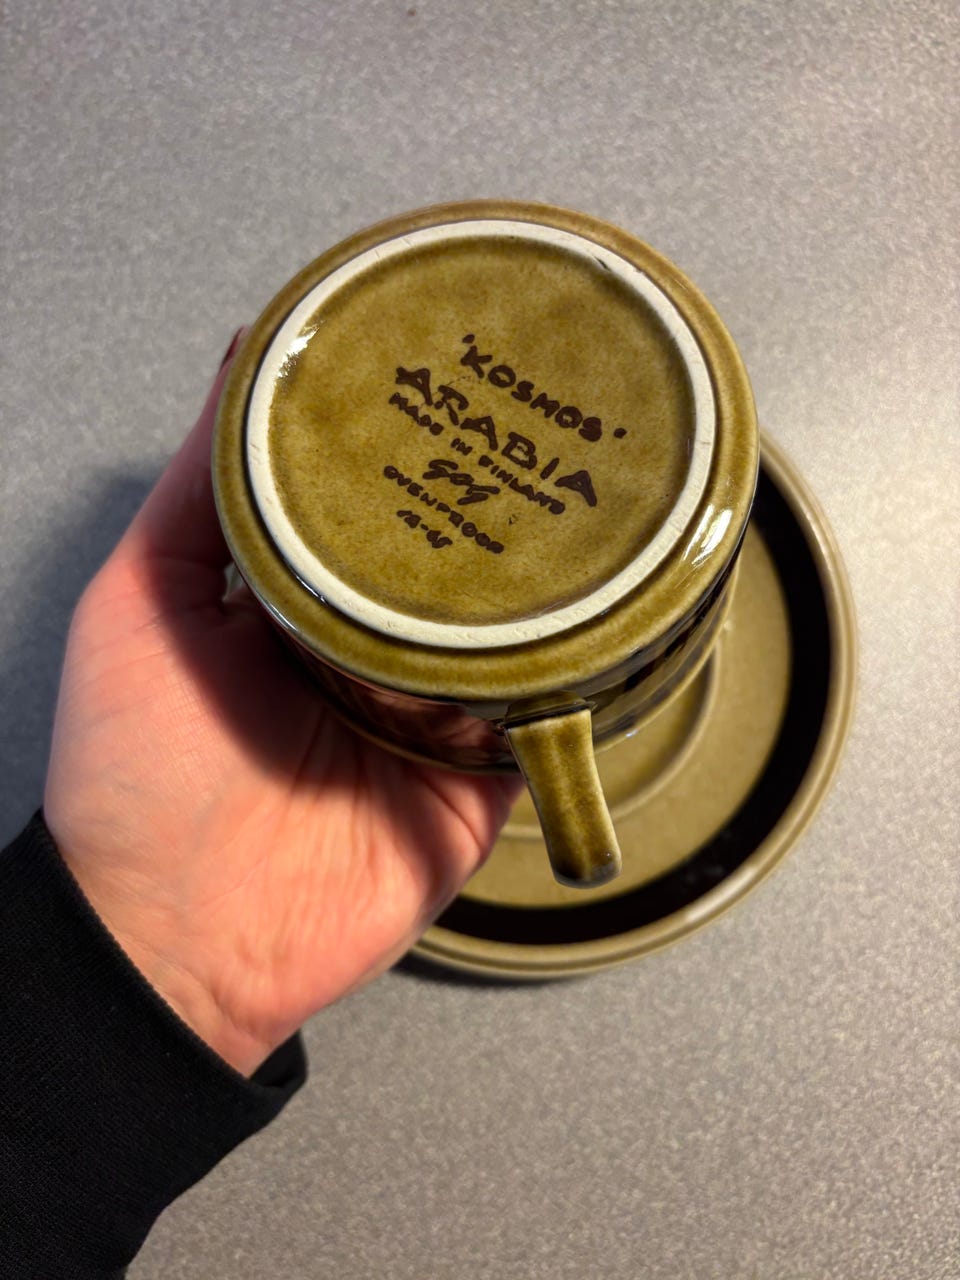 'KOSMOS'
ARABIA
MADE IN FINLAND
GOG
OVENPROOF